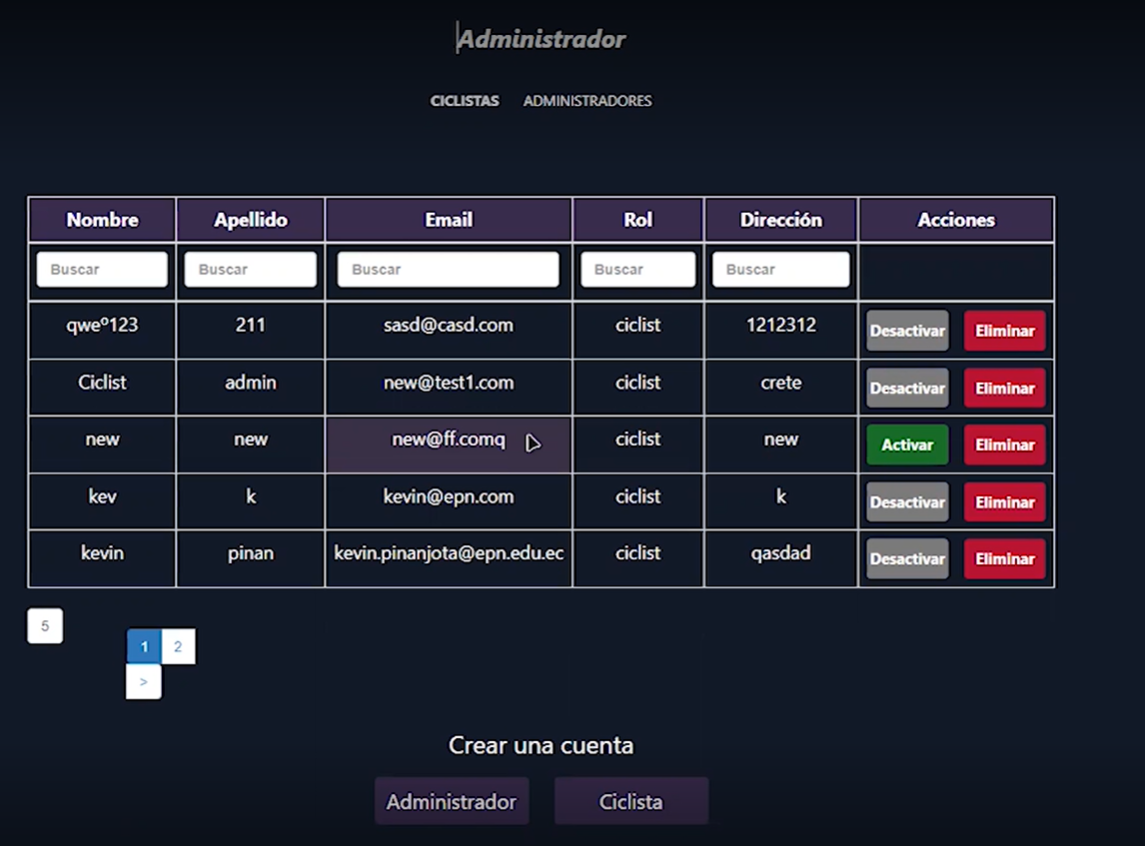 Administrador
CICLISTAS ADMINISTRADORES
Nombre Apellido Email Rol Dirección Acciones
Buscar Buscar Buscar Buscar Buscar
qweº123 211 sasd@casd.com ciclist 1212312 Desactivar Eliminar
Ciclist admin new@test1.com ciclist crete Desactivar Eliminar
new new new@ff.comq ciclist new Activar Eliminar
kev k kevin@epn.com ciclist k Desactivar Eliminar
kevin pinan kevin.pinanjota@epn.edu.ec ciclist qasdad Desactivar Eliminar
5
1 2
>
Crear una cuenta
Administrador Ciclista